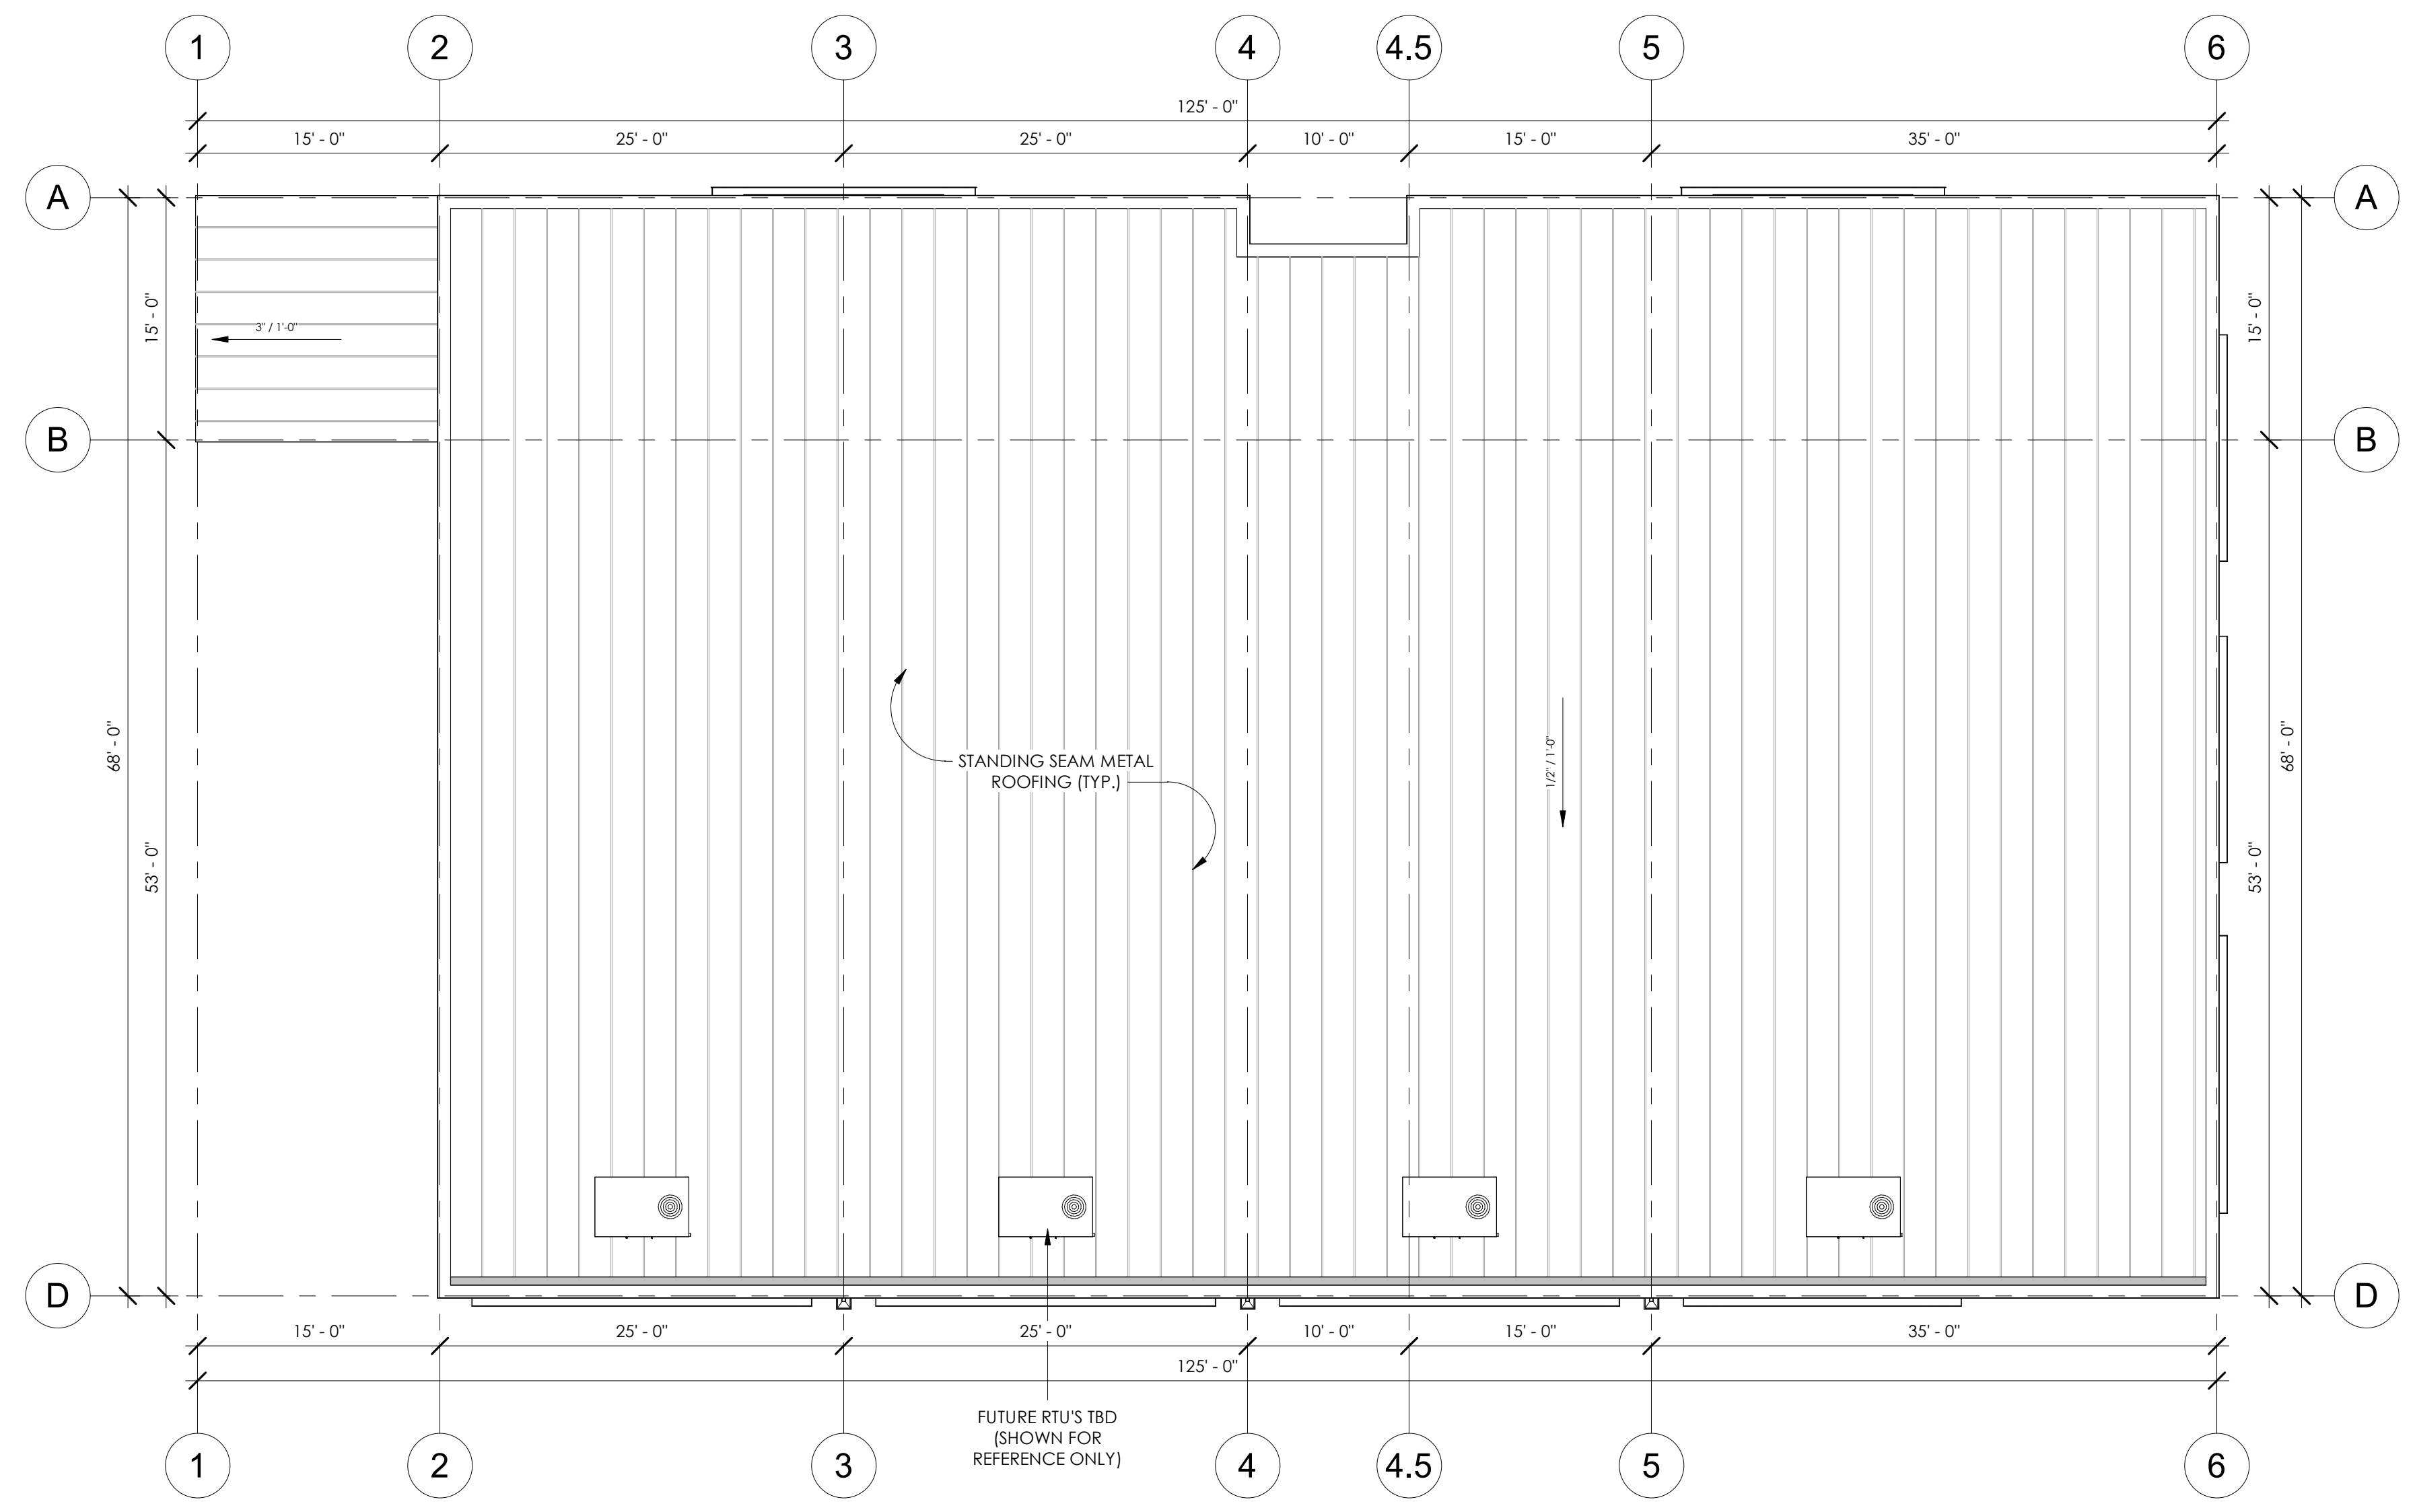 1 2 3 4 4.5 5 6
125' - 0"
15' - 0" 25' - 0" 25' - 0" 10' - 0" 15' - 0" 35' - 0"
A A
15' - 0" 15' - 0"
3" / 1'-0"
B B
68' - 0" 68' - 0"
STANDING SEAM METAL
ROOFING (TYP.)
1/2" / 1'-0"
53' - 0" 53' - 0"
D D
15' - 0" 25' - 0" 25' - 0" 10' - 0" 15' - 0" 35' - 0"
125' - 0"
FUTURE RTU'S TBD
(SHOWN FOR
REFERENCE ONLY)
1 2 3 4 4.5 5 6